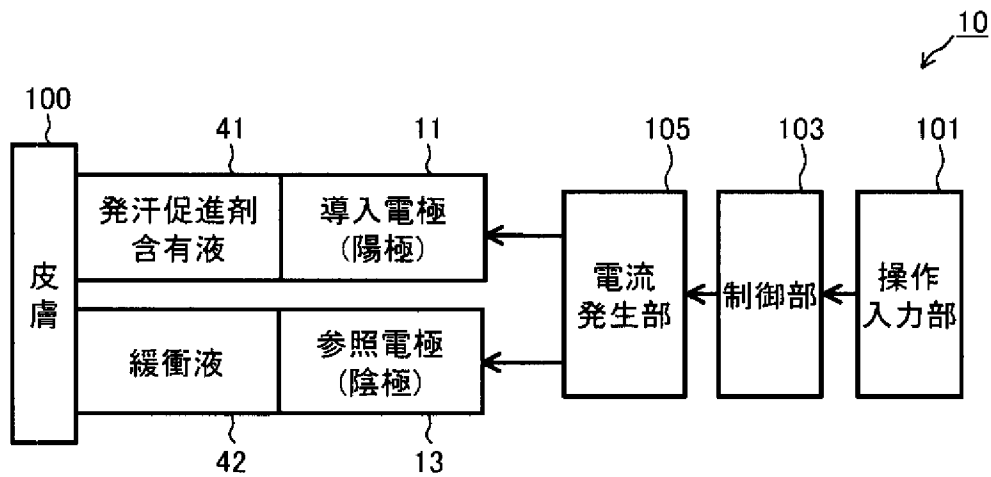 10
100
41
11
105
103
101
発汗促進剤
含有液
導入電極
(陽極)
皮膚
電流
発生部
制御部
操作
入力部
緩衝液
参照電極
(陰極)
42
13